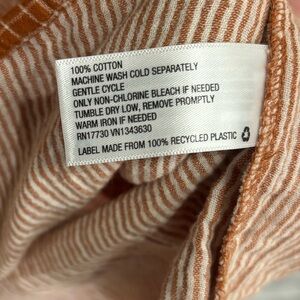 100% COTTON
MACHINE WASH COLD SEPARATELY
GENTLE CYCLE
ONLY NON-CHLORINE BLEACH IF NEEDED
TUMBLE DRY LOW, REMOVE PROMPTLY
WARM IRON IF NEEDED
RN17730 VN1343630
LABEL MADE FROM 100% RECYCLED PLASTIC